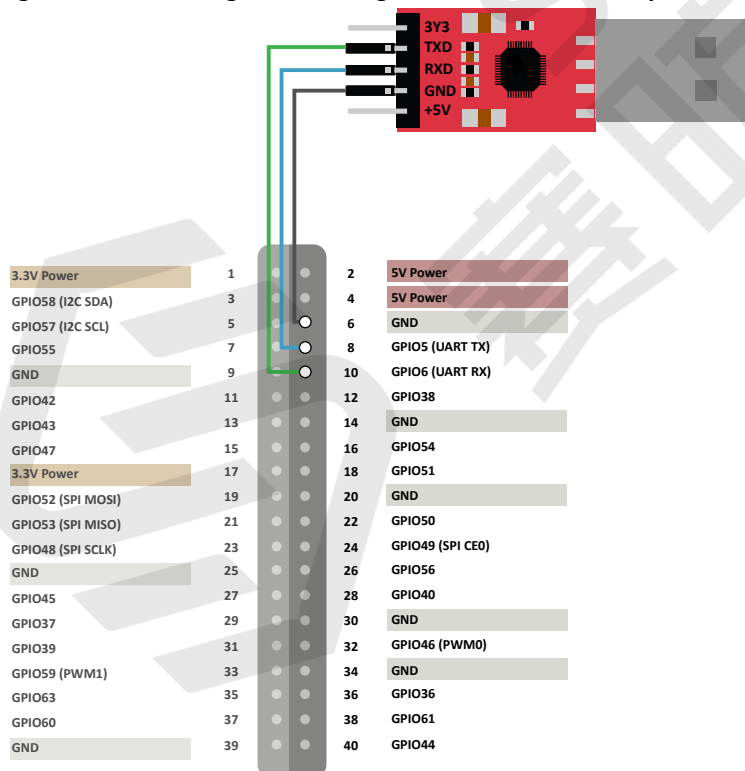 3Y3
TXD
RXD
GND
+5V
3.3V Power 1 2 5V Power
GPIO58 (I2C SDA) 3 4 5V Power
GPIO57 (I2C SCL) 5 6 GND
GPIO55 7 8 GPIO5 (UART TX)
GND 9 10 GPIO6 (UART RX)
GPIO42 11 12 GPIO38
GPIO43 13 14 GND
GPIO47 15 16 GPIO54
3.3V Power 17 18 GPIO51
GPIO52 (SPI MOSI) 19 20 GND
GPIO53 (SPI MISO) 21 22 GPIO50
GPIO48 (SPI SCLK) 23 24 GPIO49 (SPI CE0)
GND 25 26 GPIO56
GPIO45 27 28 GPIO40
GPIO37 29 30 GND
GPIO39 31 32 GPIO46 (PWM0)
GPIO59 (PWM1) 33 34 GND
GPIO63 35 36 GPIO36
GPIO60 37 38 GPIO61
GND 39 40 GPIO44